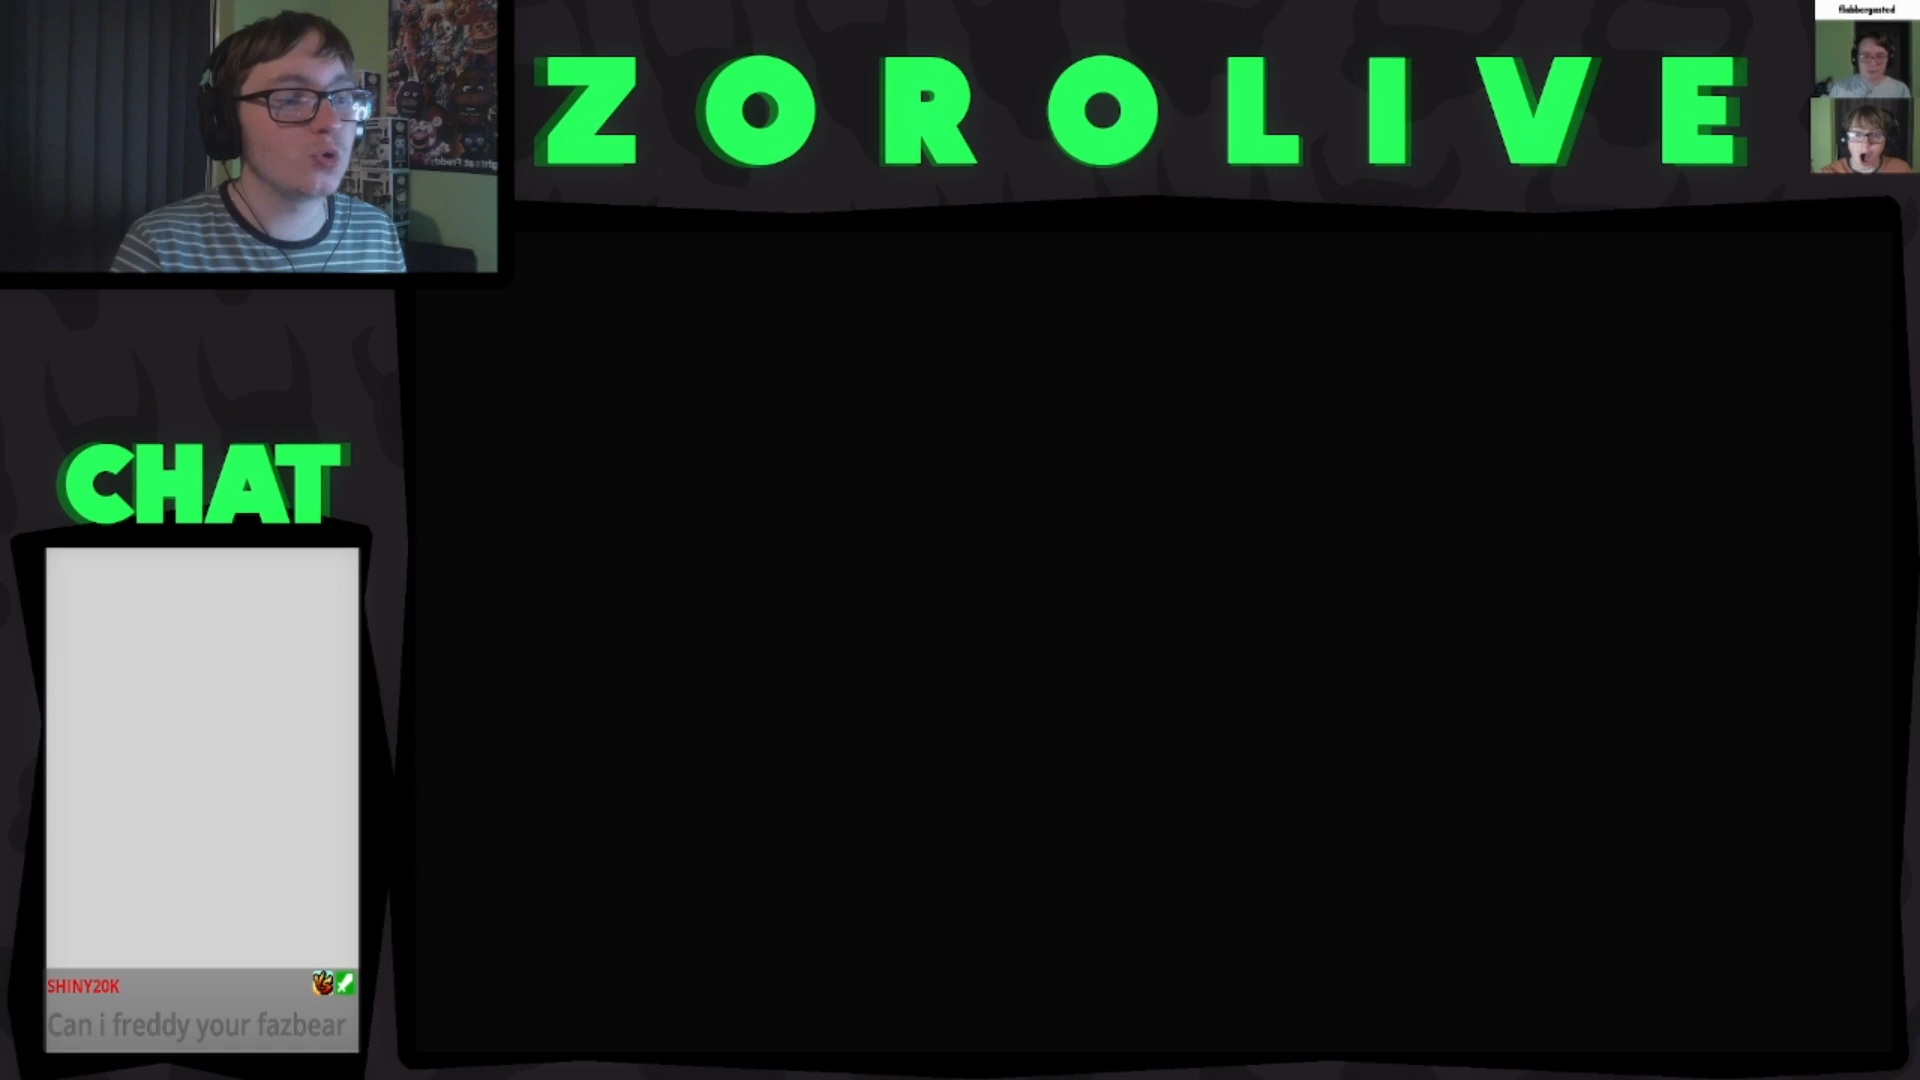 flabbergasted
ZOROLIVE
CHAT
SHINY20K
Can i freddy your fazbear